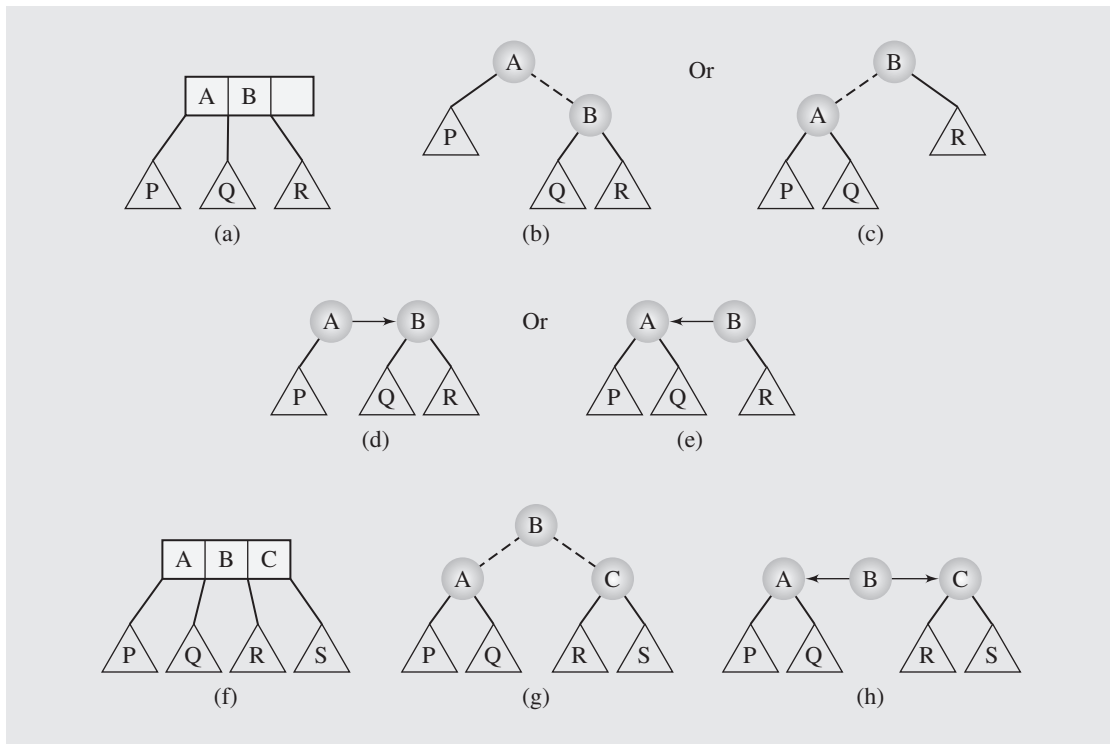 A B
P Q R
(a)
A
B
P
Q R
(b)
Or
B
A
R
P Q
(c)
A B
P Q R
(d)
Or
A B
P Q R
(e)
A B C
P Q R S
(f)
B
A C
P Q R S
(g)
A B C
P Q R S
(h)